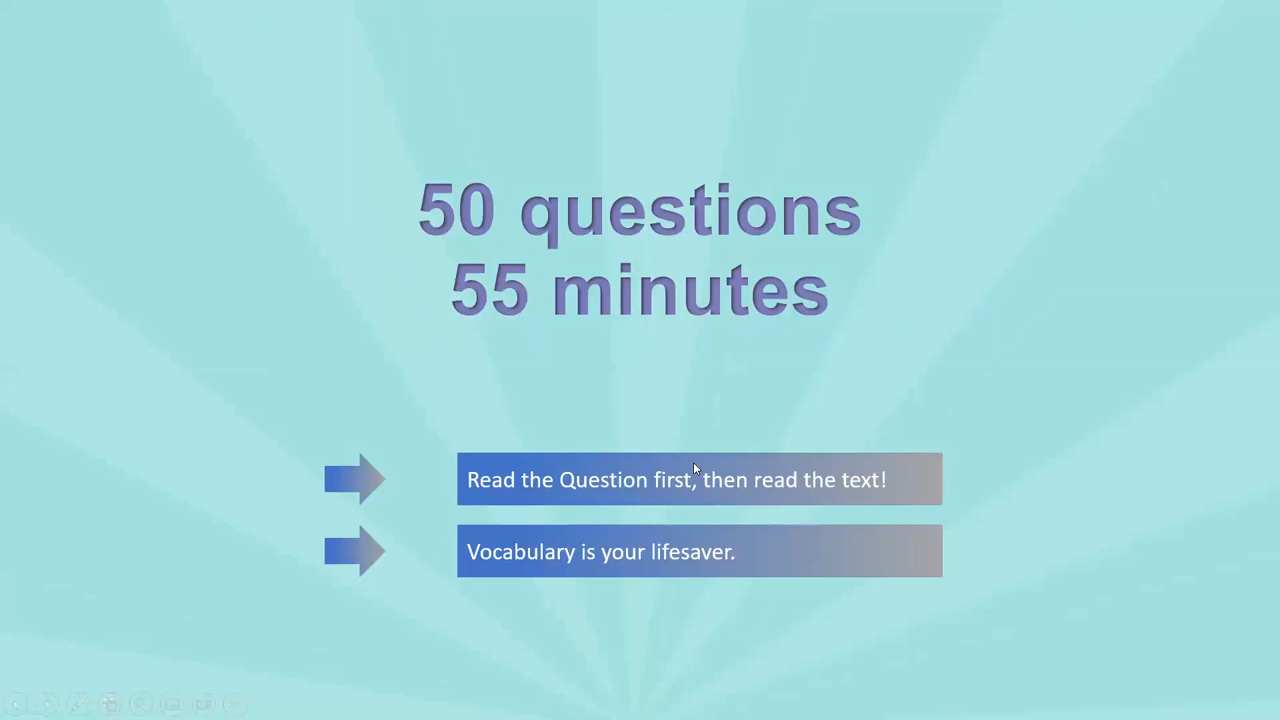 50 questions
55 minutes
Read the Question first, then read the text!
Vocabulary is your lifesaver.